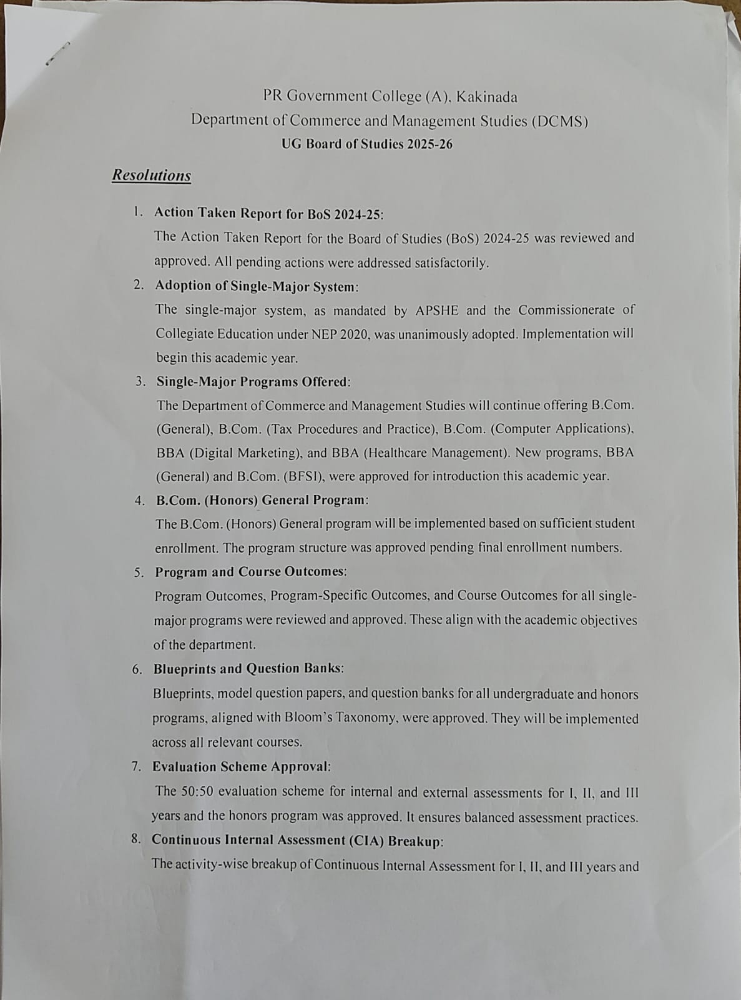 PR Government College (A), Kakinada
Department of Commerce and Management Studies (DCMS)
UG Board of Studies 2025-26
Resolutions
1. Action Taken Report for BoS 2024-25:
The Action Taken Report for the Board of Studies (BoS) 2024-25 was reviewed and
approved. All pending actions were addressed satisfactorily.
2. Adoption of Single-Major System:
The single-major system, as mandated by APSHE and the Commissionerate of
Collegiate Education under NEP 2020, was unanimously adopted. Implementation will
begin this academic year.
3. Single-Major Programs Offered:
The Department of Commerce and Management Studies will continue offering B.Com.
(General), B.Com. (Tax Procedures and Practice), B.Com. (Computer Applications),
BBA (Digital Marketing), and BBA (Healthcare Management). New programs, BBA
(General) and B.Com. (BFSI), were approved for introduction this academic year.
4. B.Com. (Honors) General Program:
The B.Com. (Honors) General program will be implemented based on sufficient student
enrollment. The program structure was approved pending final enrollment numbers.
5. Program and Course Outcomes:
Program Outcomes, Program-Specific Outcomes, and Course Outcomes for all single-
major programs were reviewed and approved. These align with the academic objectives
of the department.
6. Blueprints and Question Banks:
Blueprints, model question papers, and question banks for all undergraduate and honors
programs, aligned with Bloom's Taxonomy, were approved. They will be implemented
across all relevant courses.
7. Evaluation Scheme Approval:
The 50:50 evaluation scheme for internal and external assessments for I, II, and III
years and the honors program was approved. It ensures balanced assessment practices.
8. Continuous Internal Assessment (CIA) Breakup:
The activity-wise breakup of Continuous Internal Assessment for I, II, and III years and